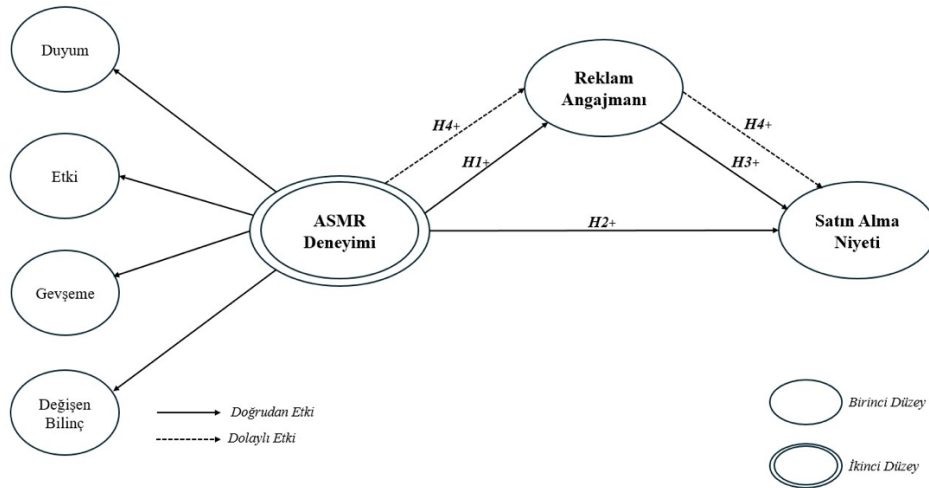 Duyum
Etki
Gevşeme
Değişen
Bilinç
ASMR
Deneyimi
Reklam
Angajmanı
Satın Alma
Niyeti
H4+
H1+
H2+
H4+
H3+
Doğrudan Etki
Dolaylı Etki
Birinci Düzey
İkinci Düzey